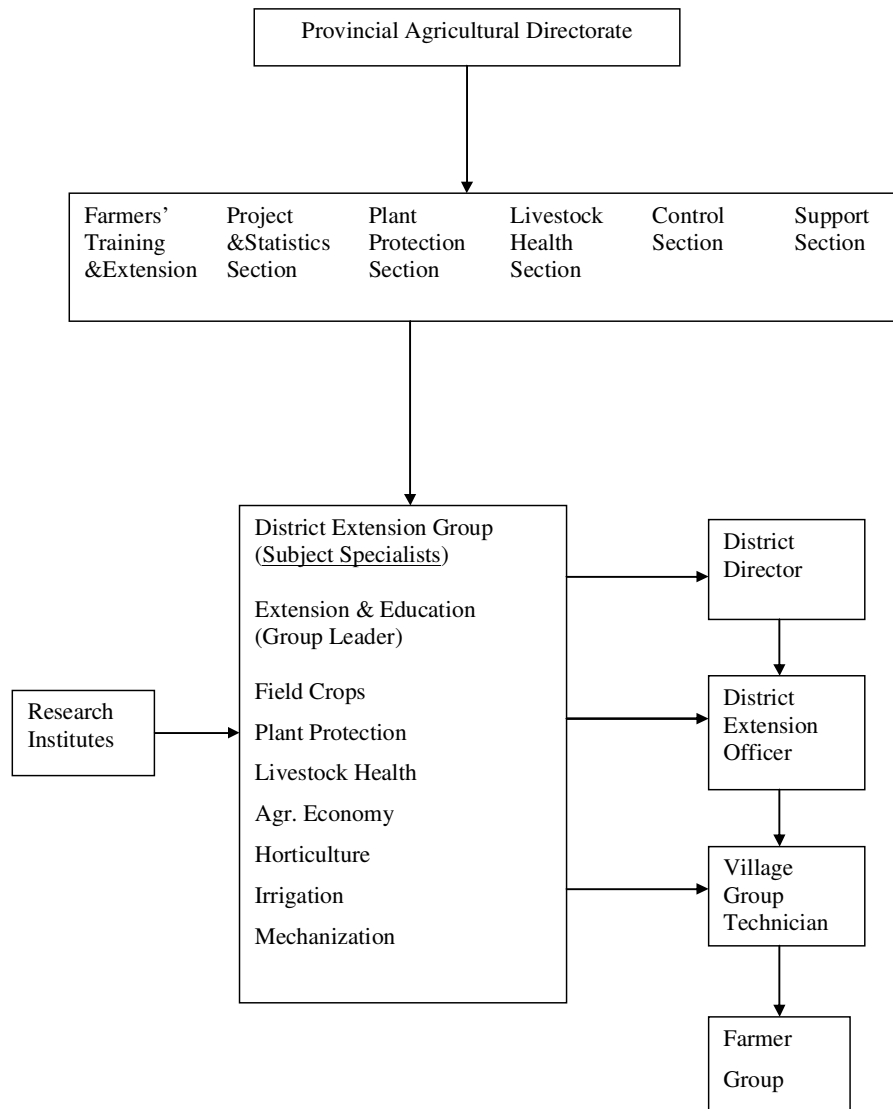 Provincial Agricultural Directorate
Farmers’
Training
&Extension
Project
&Statistics
Section
Plant
Protection
Section
Livestock
Health
Section
Control
Section
Support
Section
District Extension Group
(Subject Specialists)
Extension & Education
(Group Leader)
Field Crops
Plant Protection
Livestock Health
Agr. Economy
Horticulture
Irrigation
Mechanization
Research
Institutes
District
Director
District
Extension
Officer
Village
Group
Technician
Farmer
Group